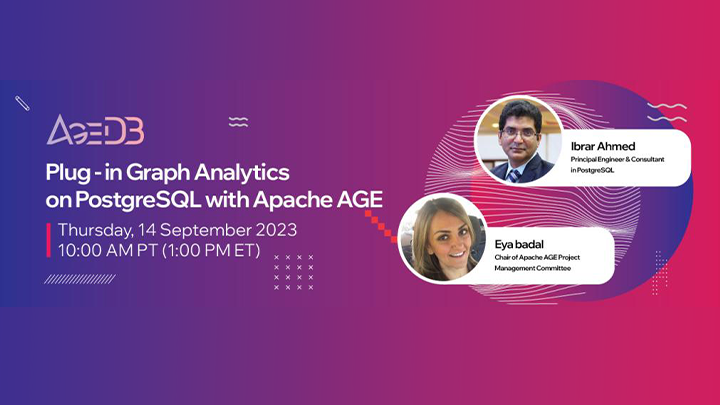 AGEDB
Plug - in Graph Analytics
on PostgreSQL with Apache AGE
Thursday, 14 September 2023
10:00 AM PT (1:00 PM ET)
Ibrar Ahmed
Principal Engineer & Consultant
in PostgreSQL
Eya badal
Chair of Apache AGE Project
Management Committee